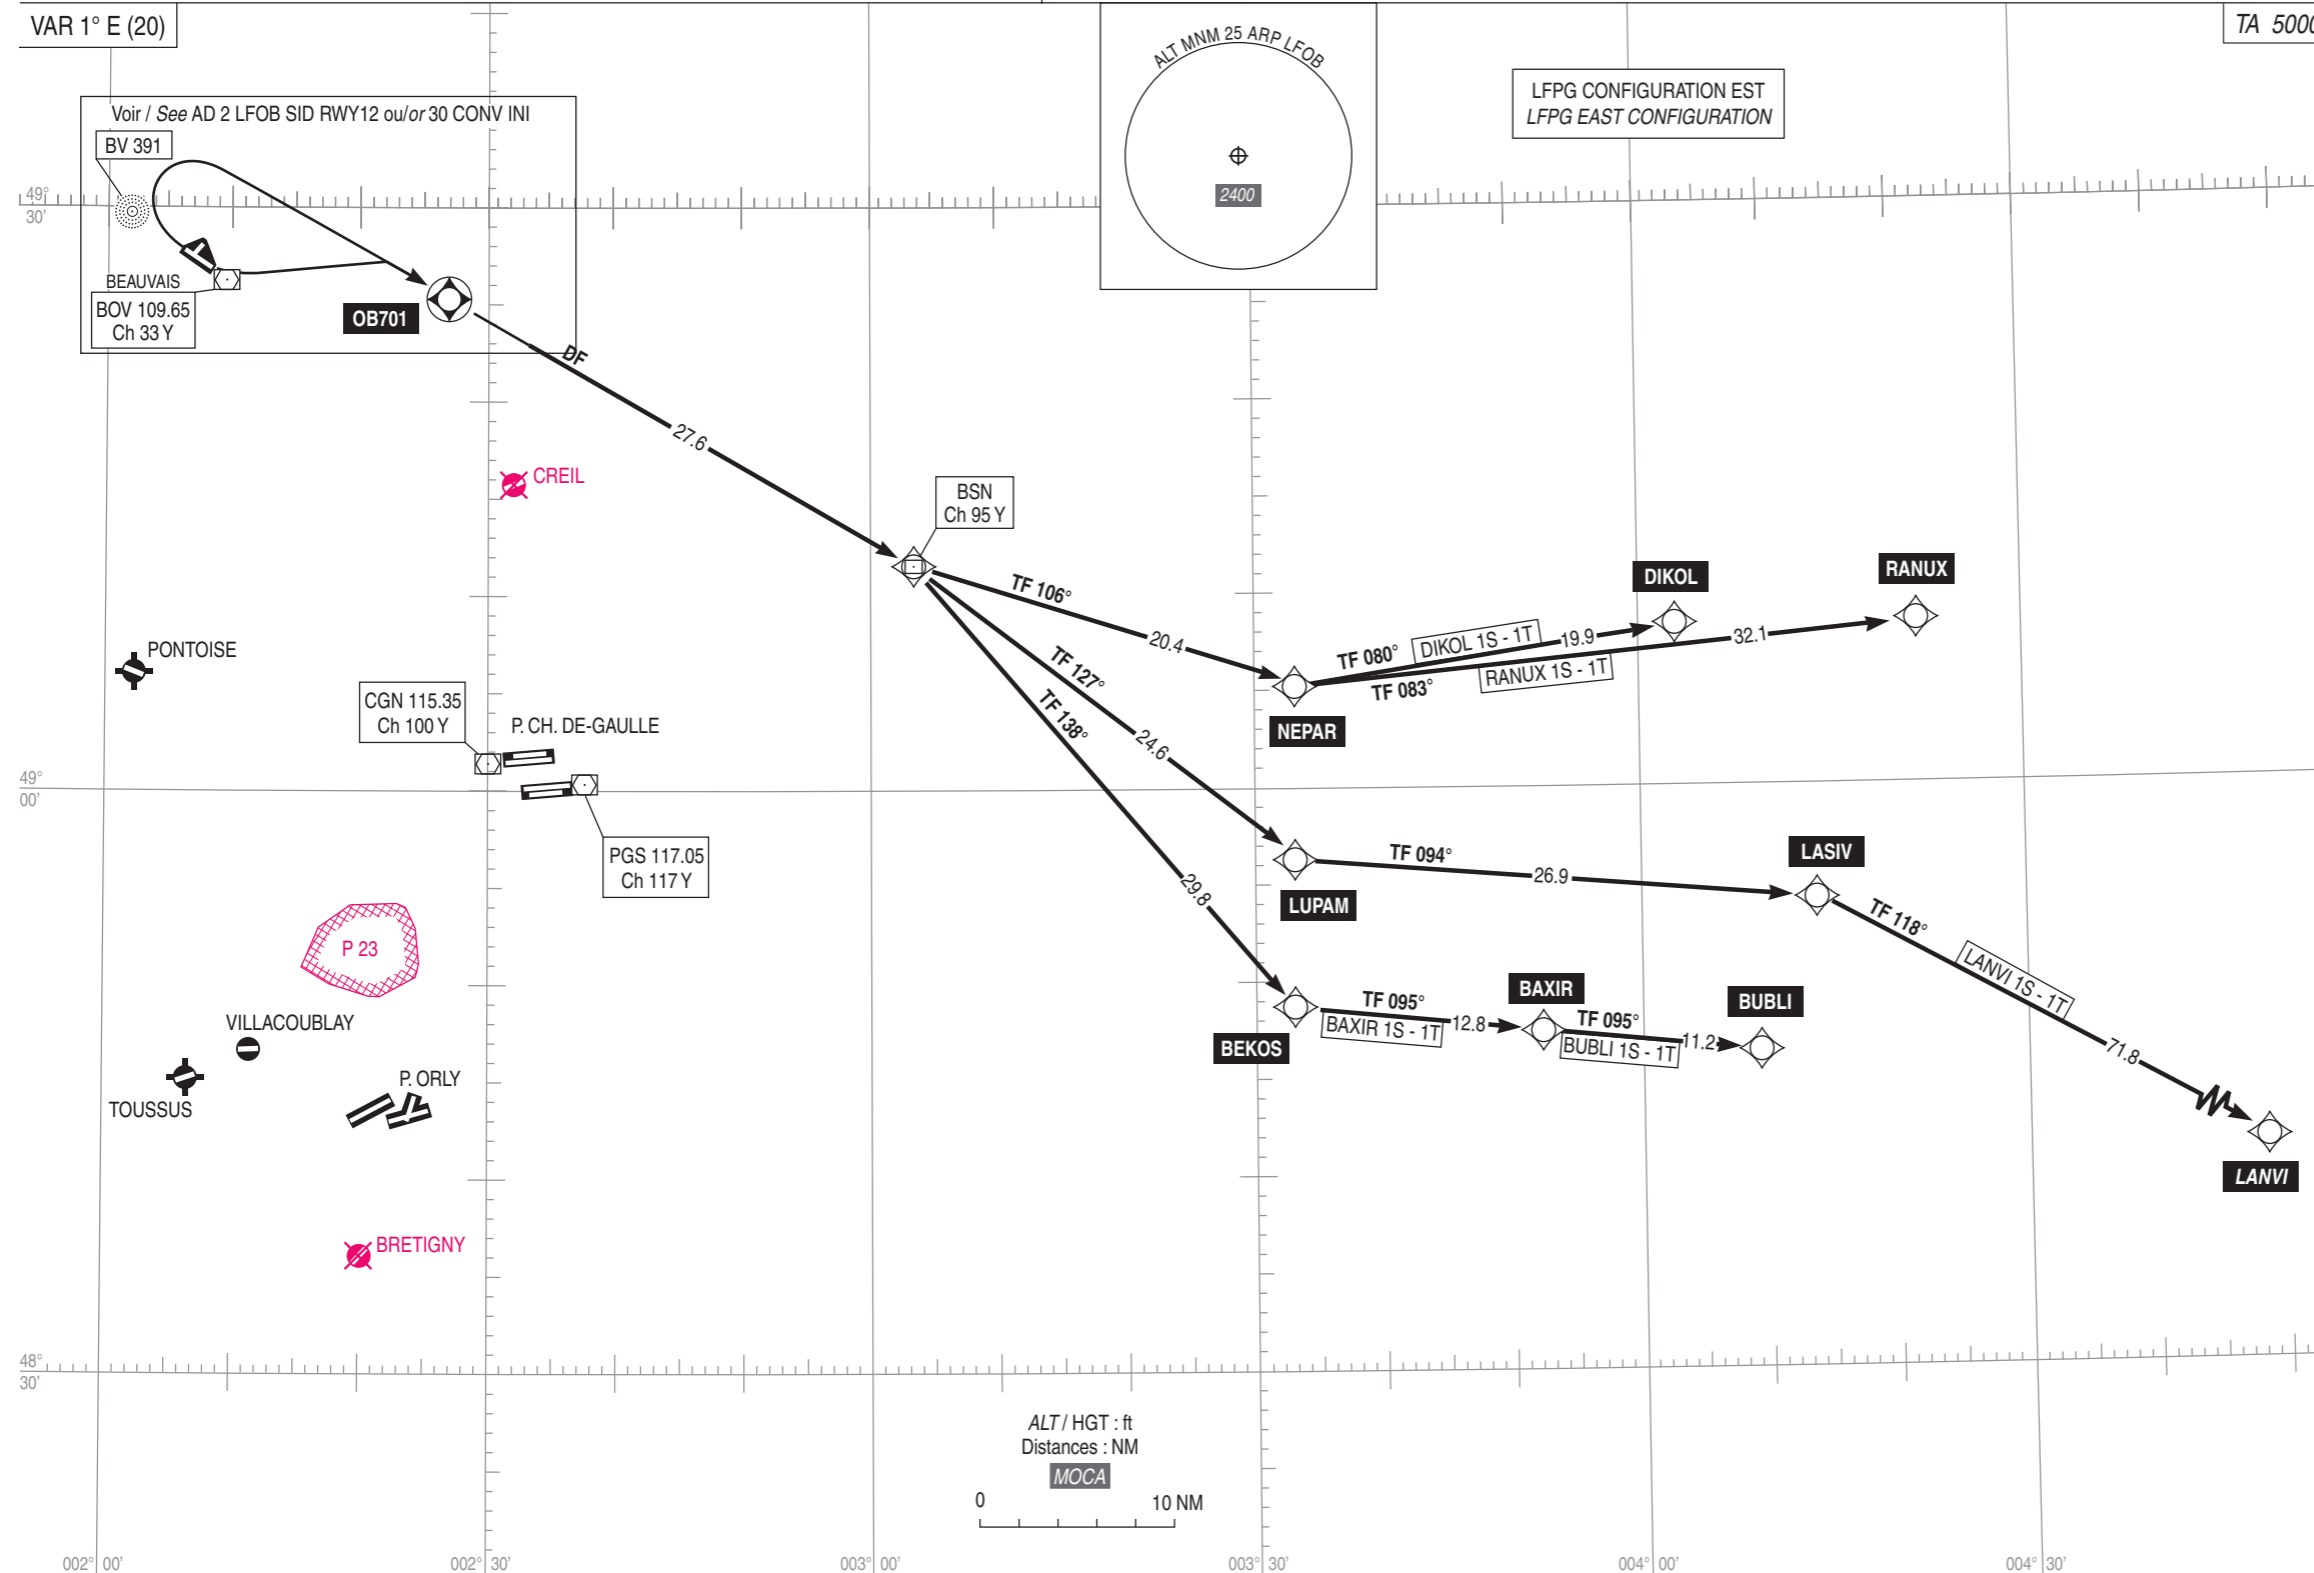 VAR 1° E (20)
TA 5000
ALT MNM 25 ARP LFOB
2400
LFPG CONFIGURATION EST
LFPG EAST CONFIGURATION
Voir / See AD 2 LFOB SID RWY12 ou/or 30 CONV INI
BV 391
49°
30'
BEAUVAIS
BOV 109.65
Ch 33 Y
OB701
DF
27.6
CREIL
BSN
Ch 95 Y
TF 106°
20.4
DIKOL
RANUX
TF 080°
DIKOL 1S - 1T
19.9
32.1
TF 083°
RANUX 1S - 1T
NEPAR
TF 127°
24.6
TF 138°
29.8
PONTOISE
CGN 115.35
Ch 100 Y
P. CH. DE-GAULLE
49°
00'
PGS 117.05
Ch 117 Y
LUPAM
TF 094°
26.9
LASIV
TF 118°
LANVI 1S - 1T
71.8
LANVI
P 23
BEKOS
TF 095°
BAXIR 1S - 1T
12.8
BAXIR
TF 095°
BUBLI 1S - 1T
11.2
BUBLI
VILLACOUBLAY
TOUSSUS
P. ORLY
BRETIGNY
48°
30'
ALT / HGT : ft
Distances : NM
MOCA
0 10 NM
002° 00' 002° 30' 003° 00' 003° 30' 004° 00' 004° 30'